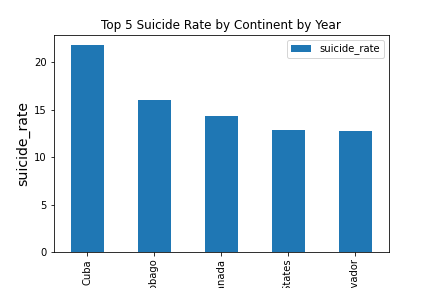 Top 5 Suicide Rate by Continent by Year
suicide_rate
suicide_rate
20
15
10
5
0
Cuba
obago
nada
States
vador